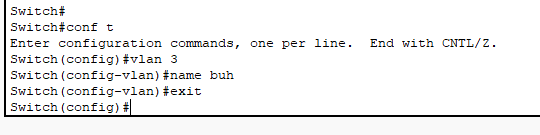 Switch#
Switch#conf t
Enter configuration commands, one per line.  End with CNTL/Z.
Switch(config)#vlan 3
Switch(config-vlan)#name buh
Switch(config-vlan)#exit
Switch(config)#